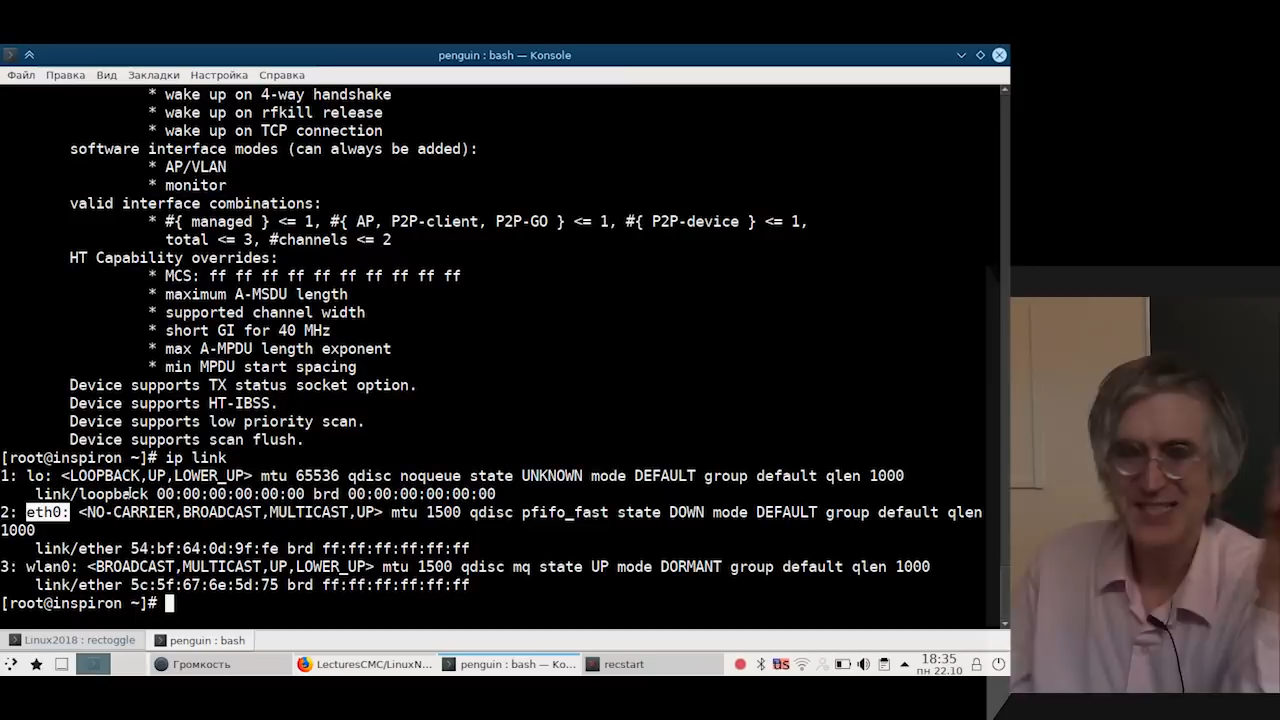 penguin : bash — Konsole
Файл Правка Вид Закладки Настройка Справка
* wake up on 4-way handshake
* wake up on rfkill release
* wake up on TCP connection
software interface modes (can always be added):
* AP/VLAN
* monitor
valid interface combinations:
* #{ managed } <= 1, #{ AP, P2P-client, P2P-GO } <= 1, #{ P2P-device } <= 1,
total <= 3, #channels <= 2
HT Capability overrides:
* MCS: ff ff ff ff ff ff ff ff ff ff
* maximum A-MSDU length
* supported channel width
* short GI for 40 MHz
* max A-MPDU length exponent
* min MPDU start spacing
Device supports TX status socket option.
Device supports HT-IBSS.
Device supports low priority scan.
Device supports scan flush.
[root@inspiron ~]# ip link
1: lo: <LOOPBACK,UP,LOWER_UP> mtu 65536 qdisc noqueue state UNKNOWN mode DEFAULT group default qlen 1000
link/loopback 00:00:00:00:00:00 brd 00:00:00:00:00:00
2: eth0: <NO-CARRIER,BROADCAST,MULTICAST,UP> mtu 1500 qdisc pfifo_fast state DOWN mode DEFAULT group default qlen
1000
link/ether 54:bf:64:0d:9f:fe brd ff:ff:ff:ff:ff:ff
3: wlan0: <BROADCAST,MULTICAST,UP,LOWER_UP> mtu 1500 qdisc mq state UP mode DORMANT group default qlen 1000
link/ether 5c:5f:67:6e:5d:75 brd ff:ff:ff:ff:ff:ff
[root@inspiron ~]#
Linux2018 : rectoggle penguin : bash
Громкость LecturesCMC/LinuxN... penguin : bash — Ko... recstart US 18:35
пн 22.10